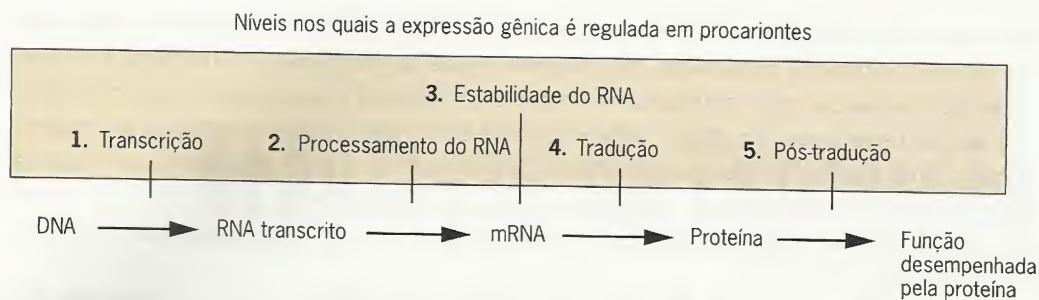 Níveis nos quais a expressão gênica é regulada em procariontes
3. Estabilidade do RNA
1. Transcrição
2. Processamento do RNA
4. Tradução
5. Pós-tradução
DNA
RNA transcrito
mRNA
Proteína
Função
desempenhada
pela proteína